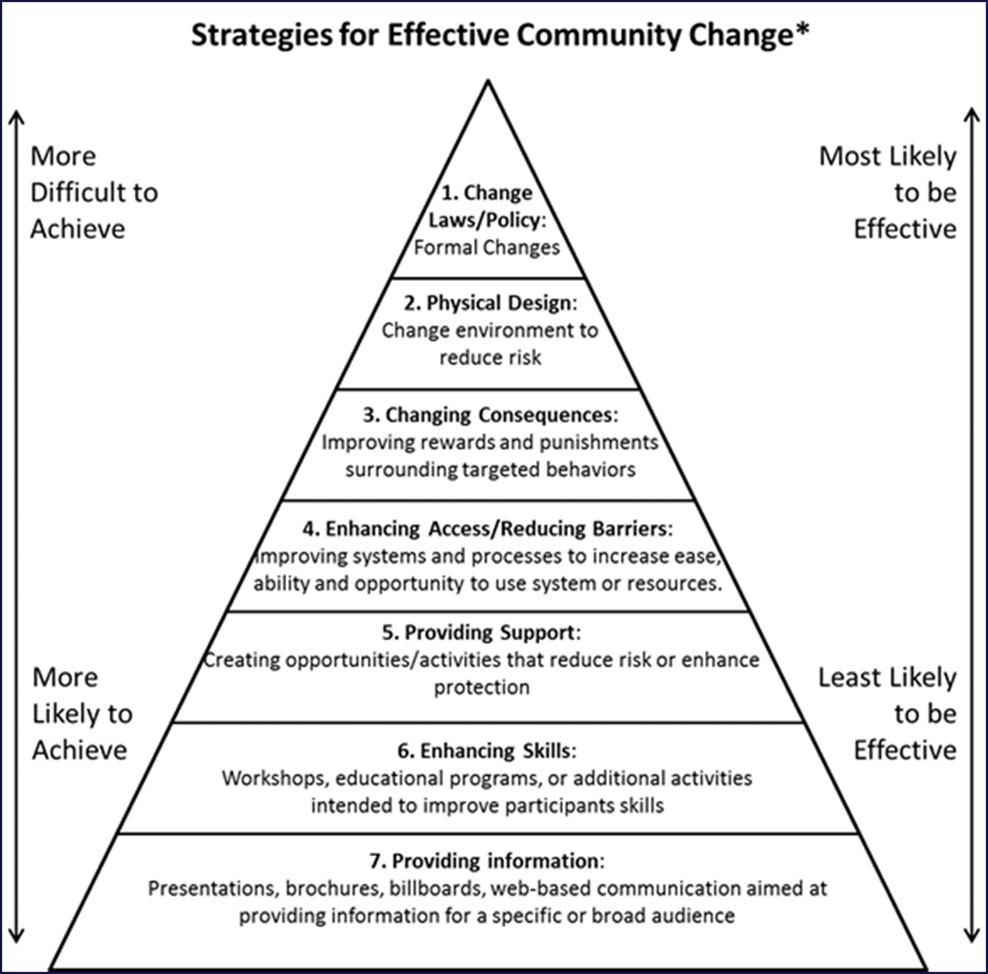 Strategies for Effective Community Change*
More
Difficult to
Achieve
Most Likely
to be
Effective
1. Change
Laws/Policy:
Formal Changes
2. Physical Design:
Change environment to
reduce risk
3. Changing Consequences:
Improving rewards and punishments
surrounding targeted behaviors
4. Enhancing Access/Reducing Barriers:
Improving systems and processes to increase ease,
ability and opportunity to use system or resources.
5. Providing Support:
Creating opportunities/activities that reduce risk or enhance
protection
More
Likely to
Achieve
Least Likely
to be
Effective
6. Enhancing Skills:
Workshops, educational programs, or additional activities
intended to improve participants skills
7. Providing information:
Presentations, brochures, billboards, web-based communication aimed at
providing information for a specific or broad audience